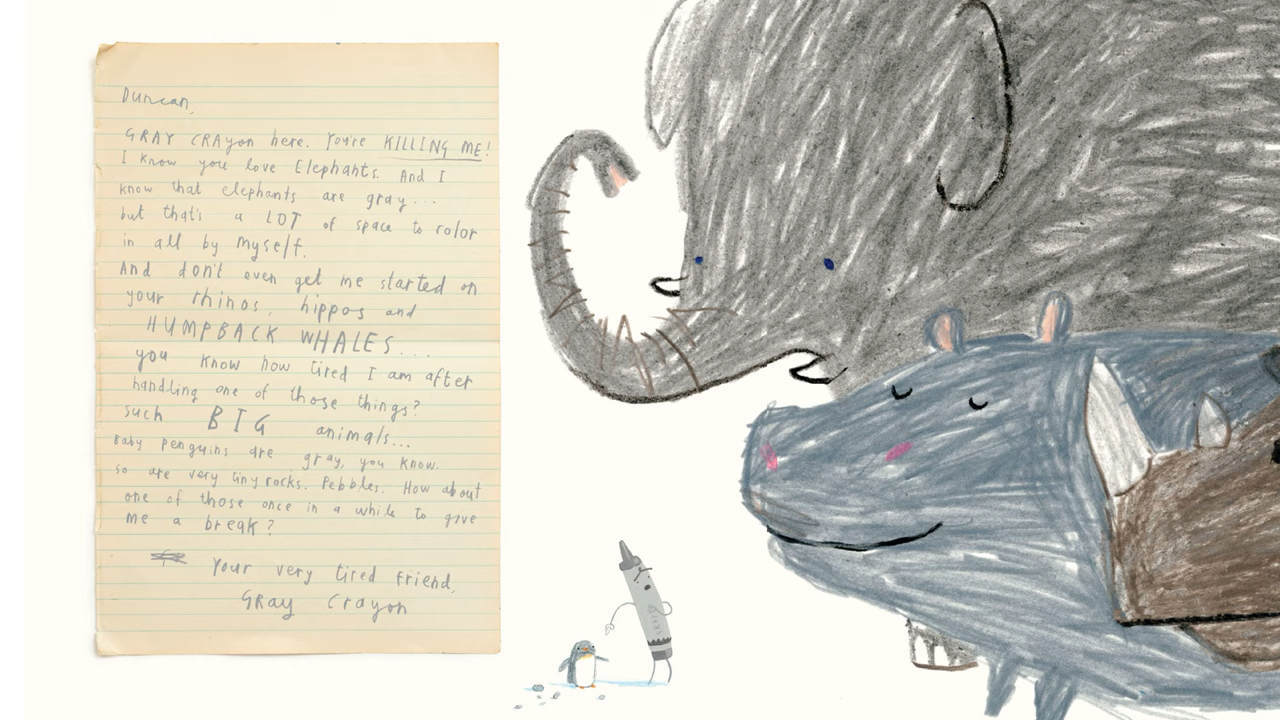 Duncan,
GRAY CRAyon here. You're KILLING ME!
I know you love Elephants. And I
know that elephants are gray...
but that's a LOT of space to color
in all by myself.
And don't even get me started on
your rhinos, hippos and
HUMPBACK WHALES...
you know how tired I am after
handling one of those things?
such BIG animals...
Baby penguins are gray, you know.
so are very tiny rocks. Pebbles. How about
one of those once in a while to give
me a break?
Your very tired friend,
GRay Crayon
GRAY